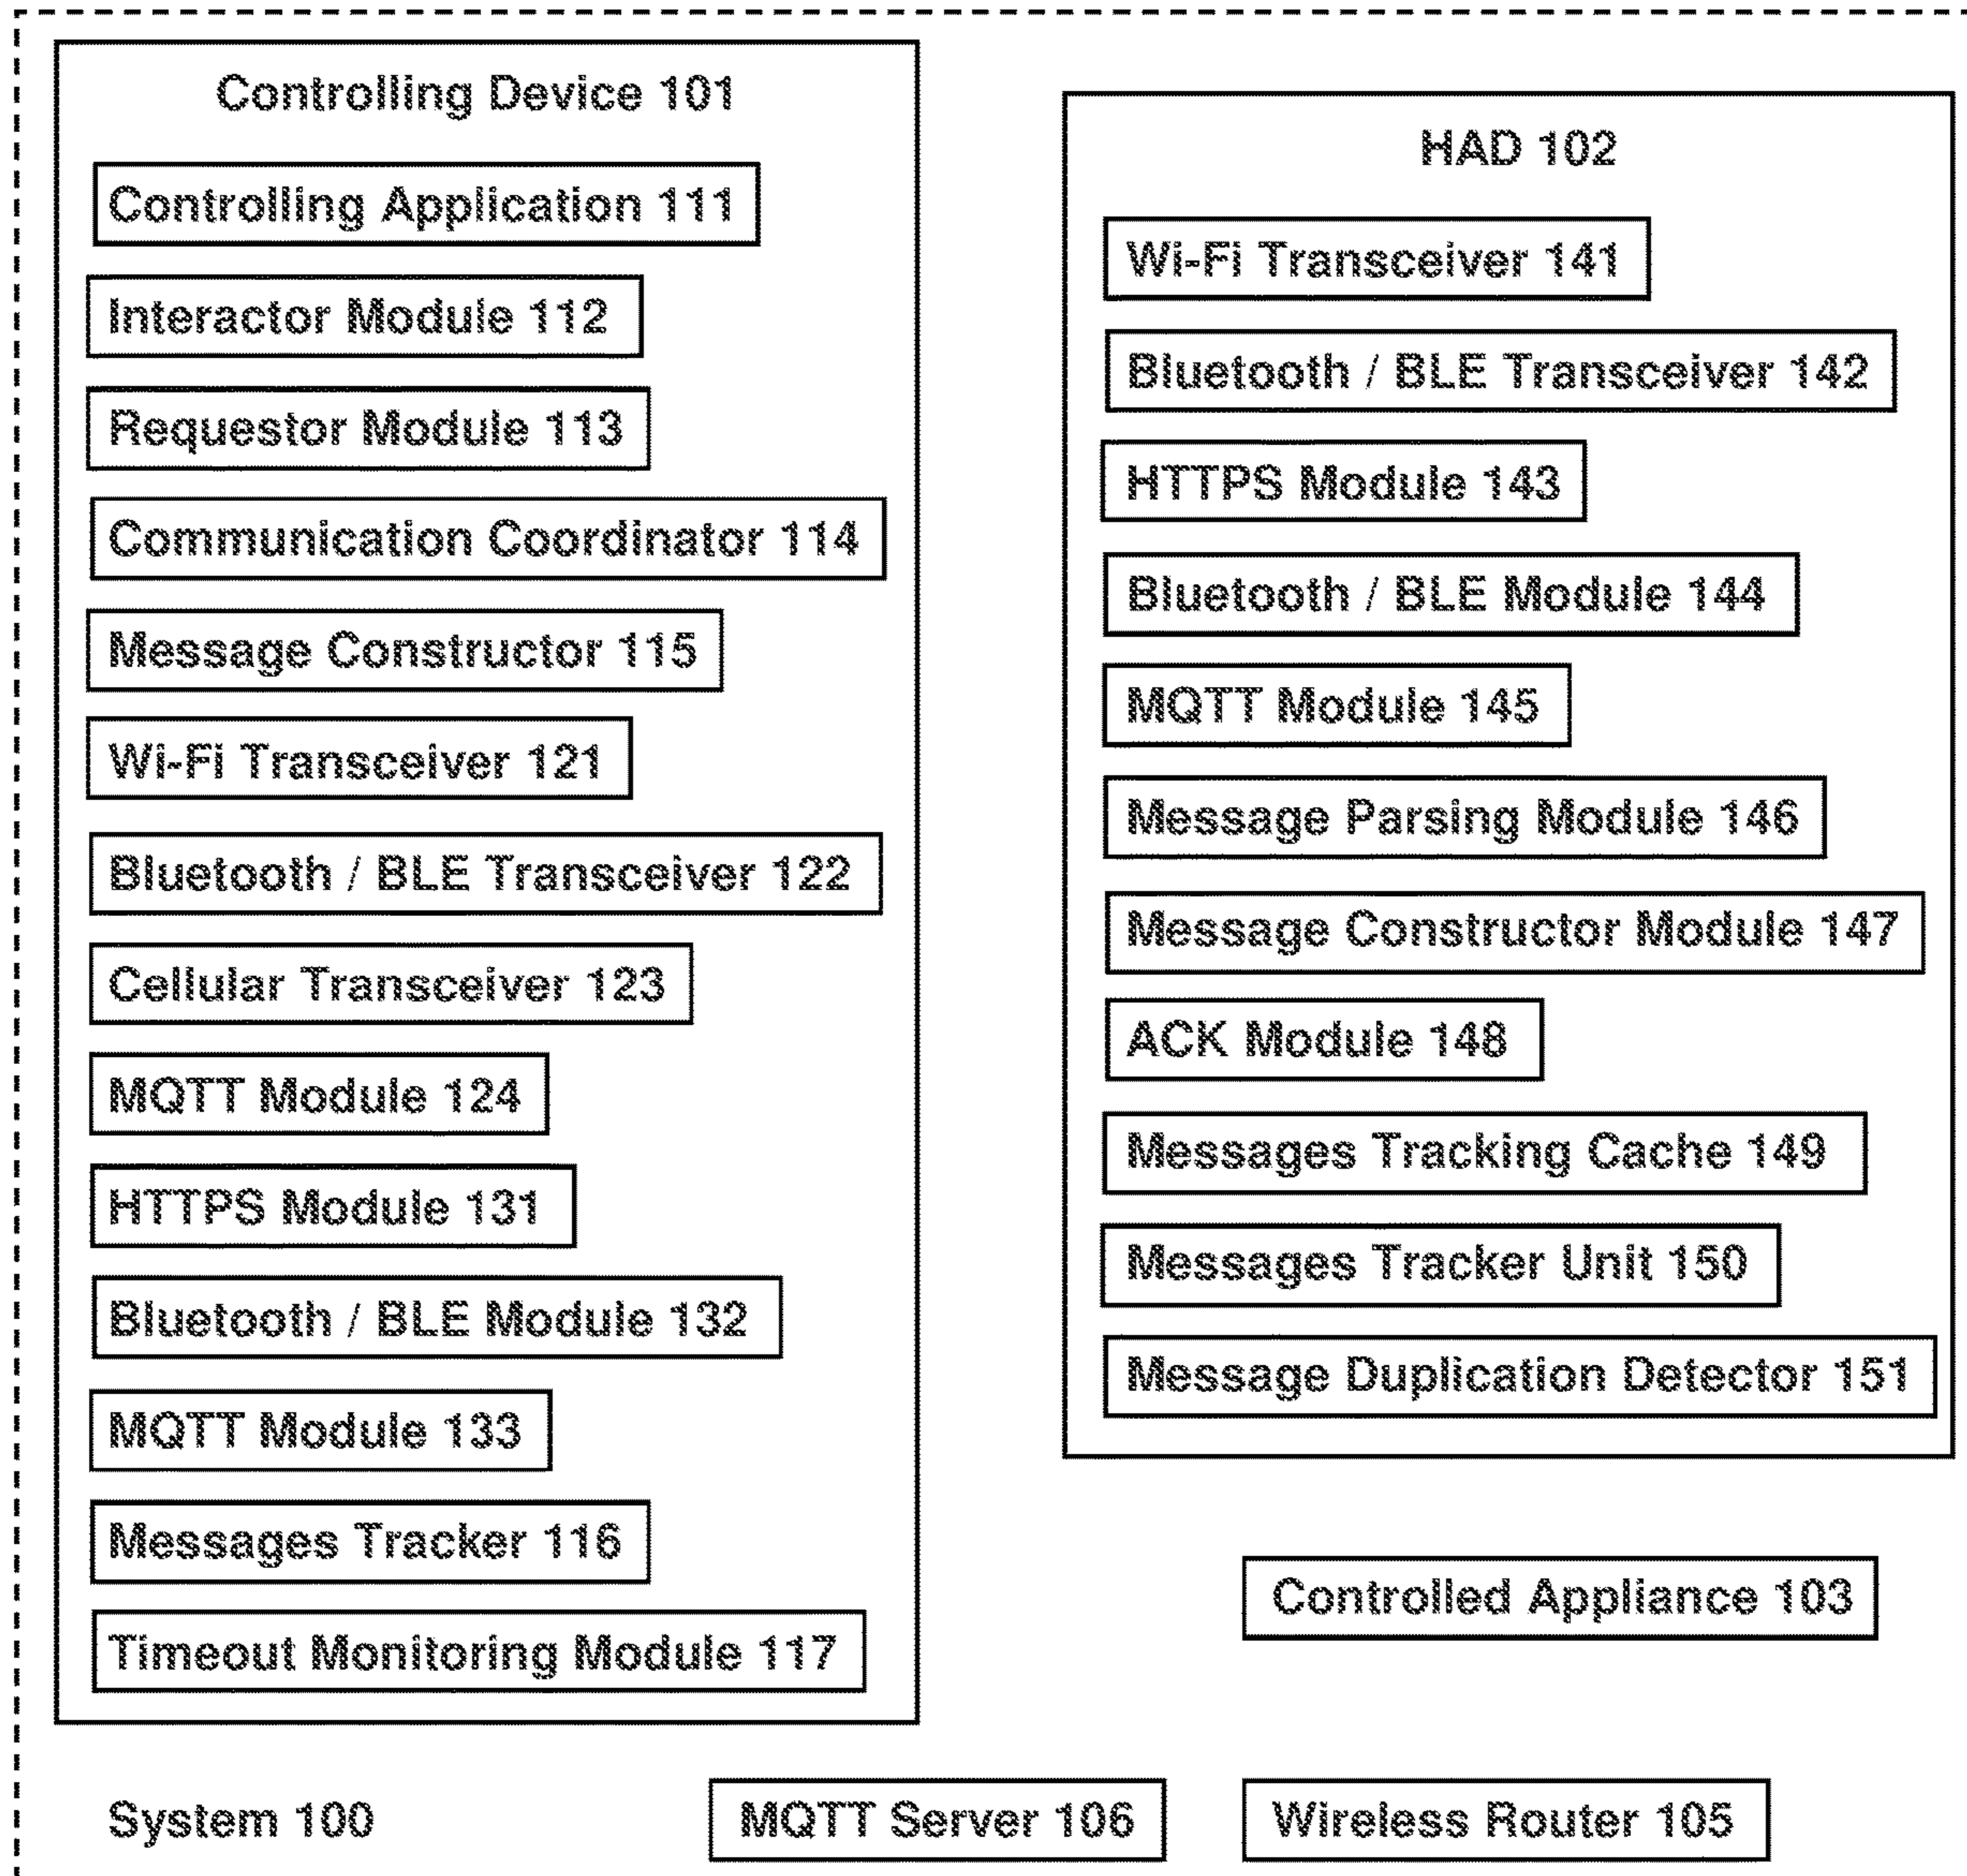 Controlling Device 101
Controlling Application 111
Interactor Module 112
Requestor Module 113
Communication Coordinator 114
Message Constructor 115
Wi-Fi Transceiver 121
Bluetooth / BLE Transceiver 122
Cellular Transceiver 123
MQTT Module 124
HTTPS Module 131
Bluetooth / BLE Module 132
MQTT Module 133
Messages Tracker 116
Timeout Monitoring Module 117
HAD 102
Wi-Fi Transceiver 141
Bluetooth / BLE Transceiver 142
HTTPS Module 143
Bluetooth / BLE Module 144
MQTT Module 145
Message Parsing Module 146
Message Constructor Module 147
ACK Module 148
Messages Tracking Cache 149
Messages Tracker Unit 150
Message Duplication Detector 151
Controlled Appliance 103
System 100
MQTT Server 106
Wireless Router 105